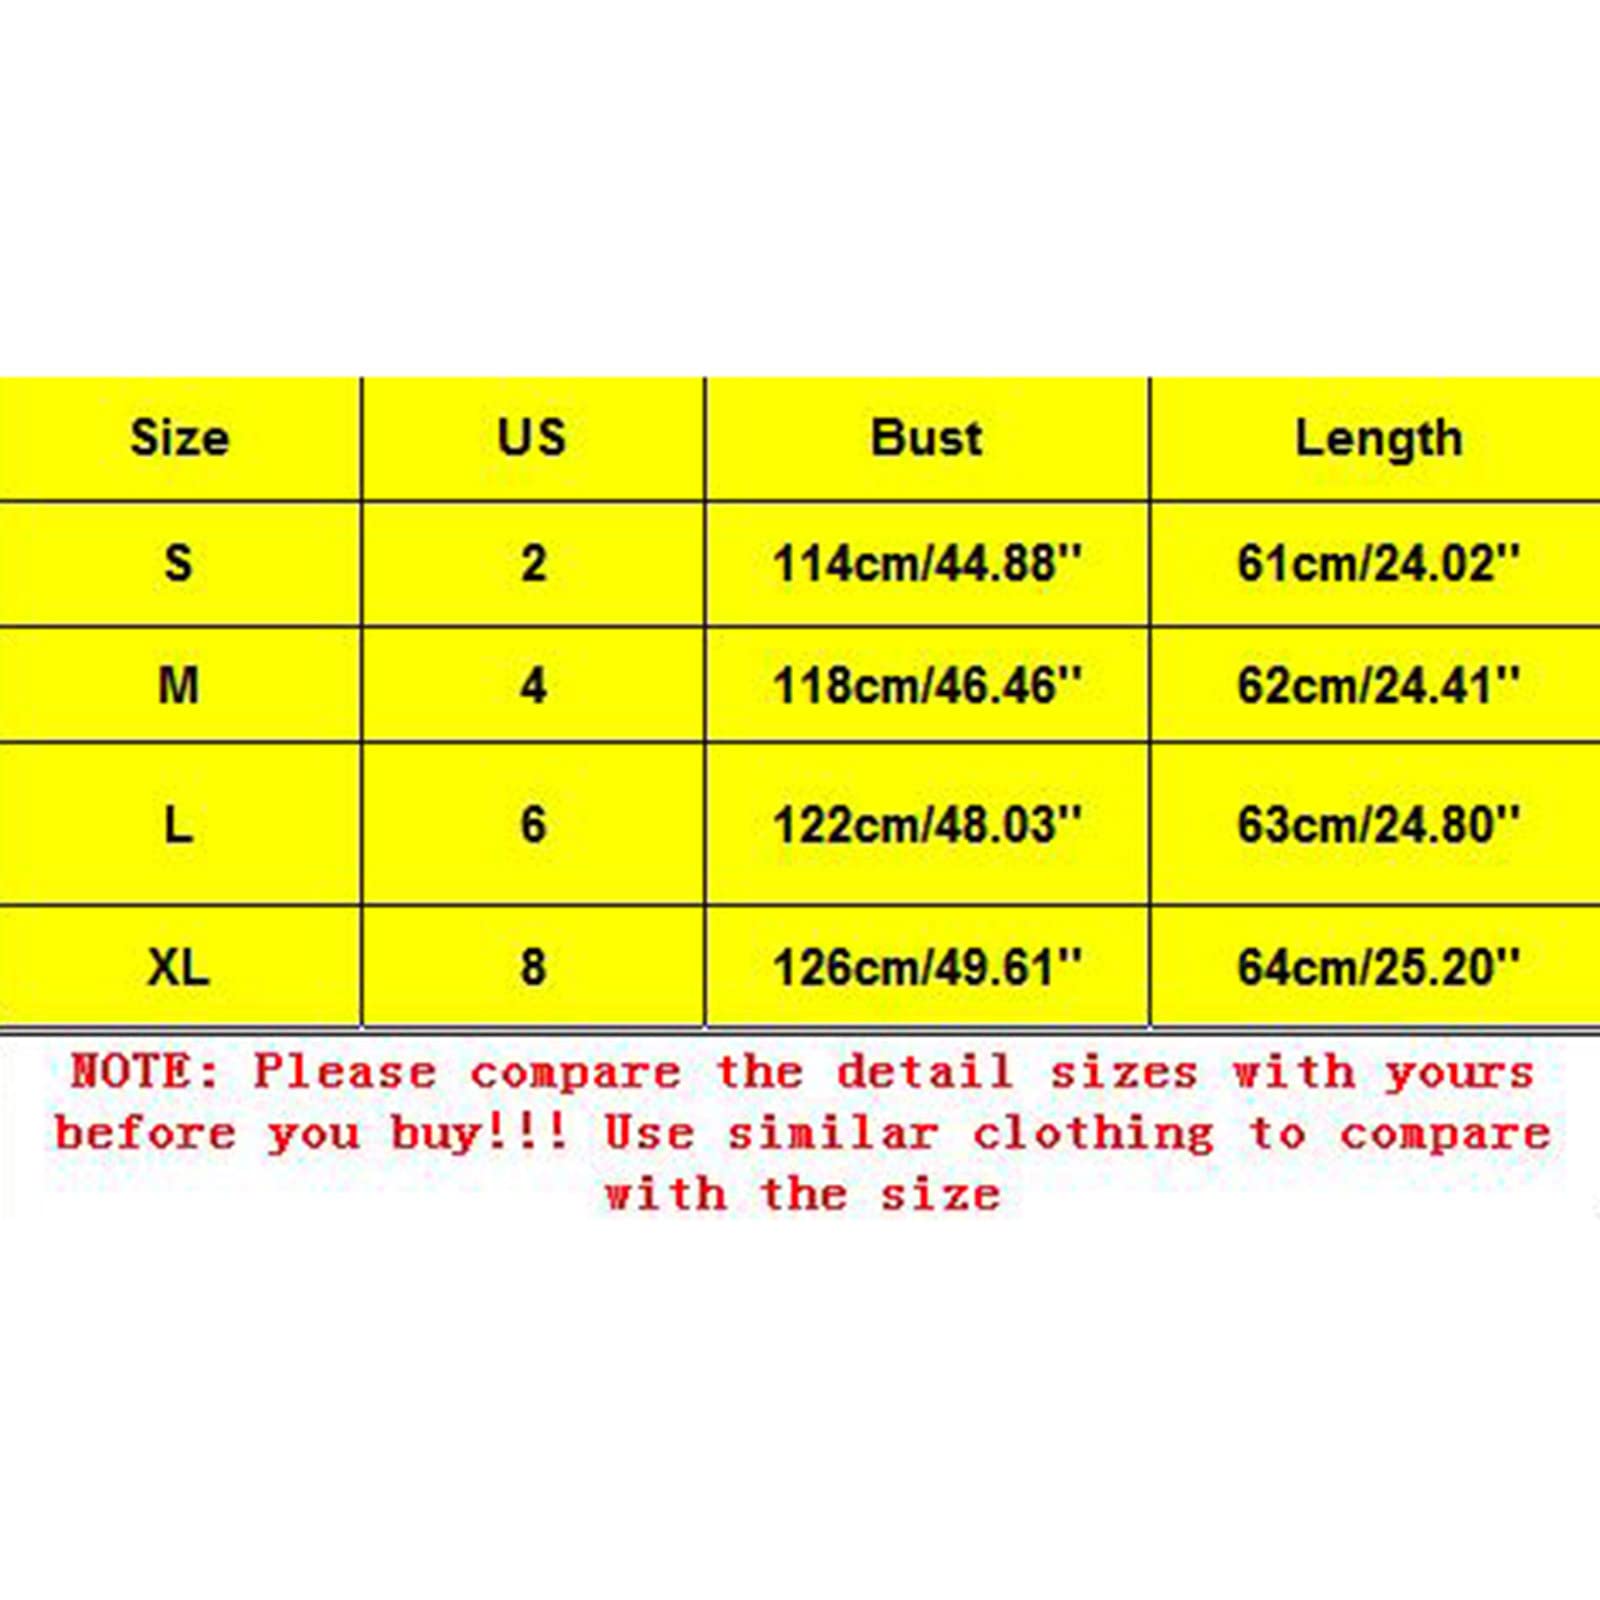 Size US Bust Length
S 2 114cm/44.88'' 61cm/24.02''
M 4 118cm/46.46'' 62cm/24.41''
L 6 122cm/48.03'' 63cm/24.80''
XL 8 126cm/49.61'' 64cm/25.20''
NOTE: Please compare the detail sizes with yours
before you buy!!! Use similar clothing to compare
with the size